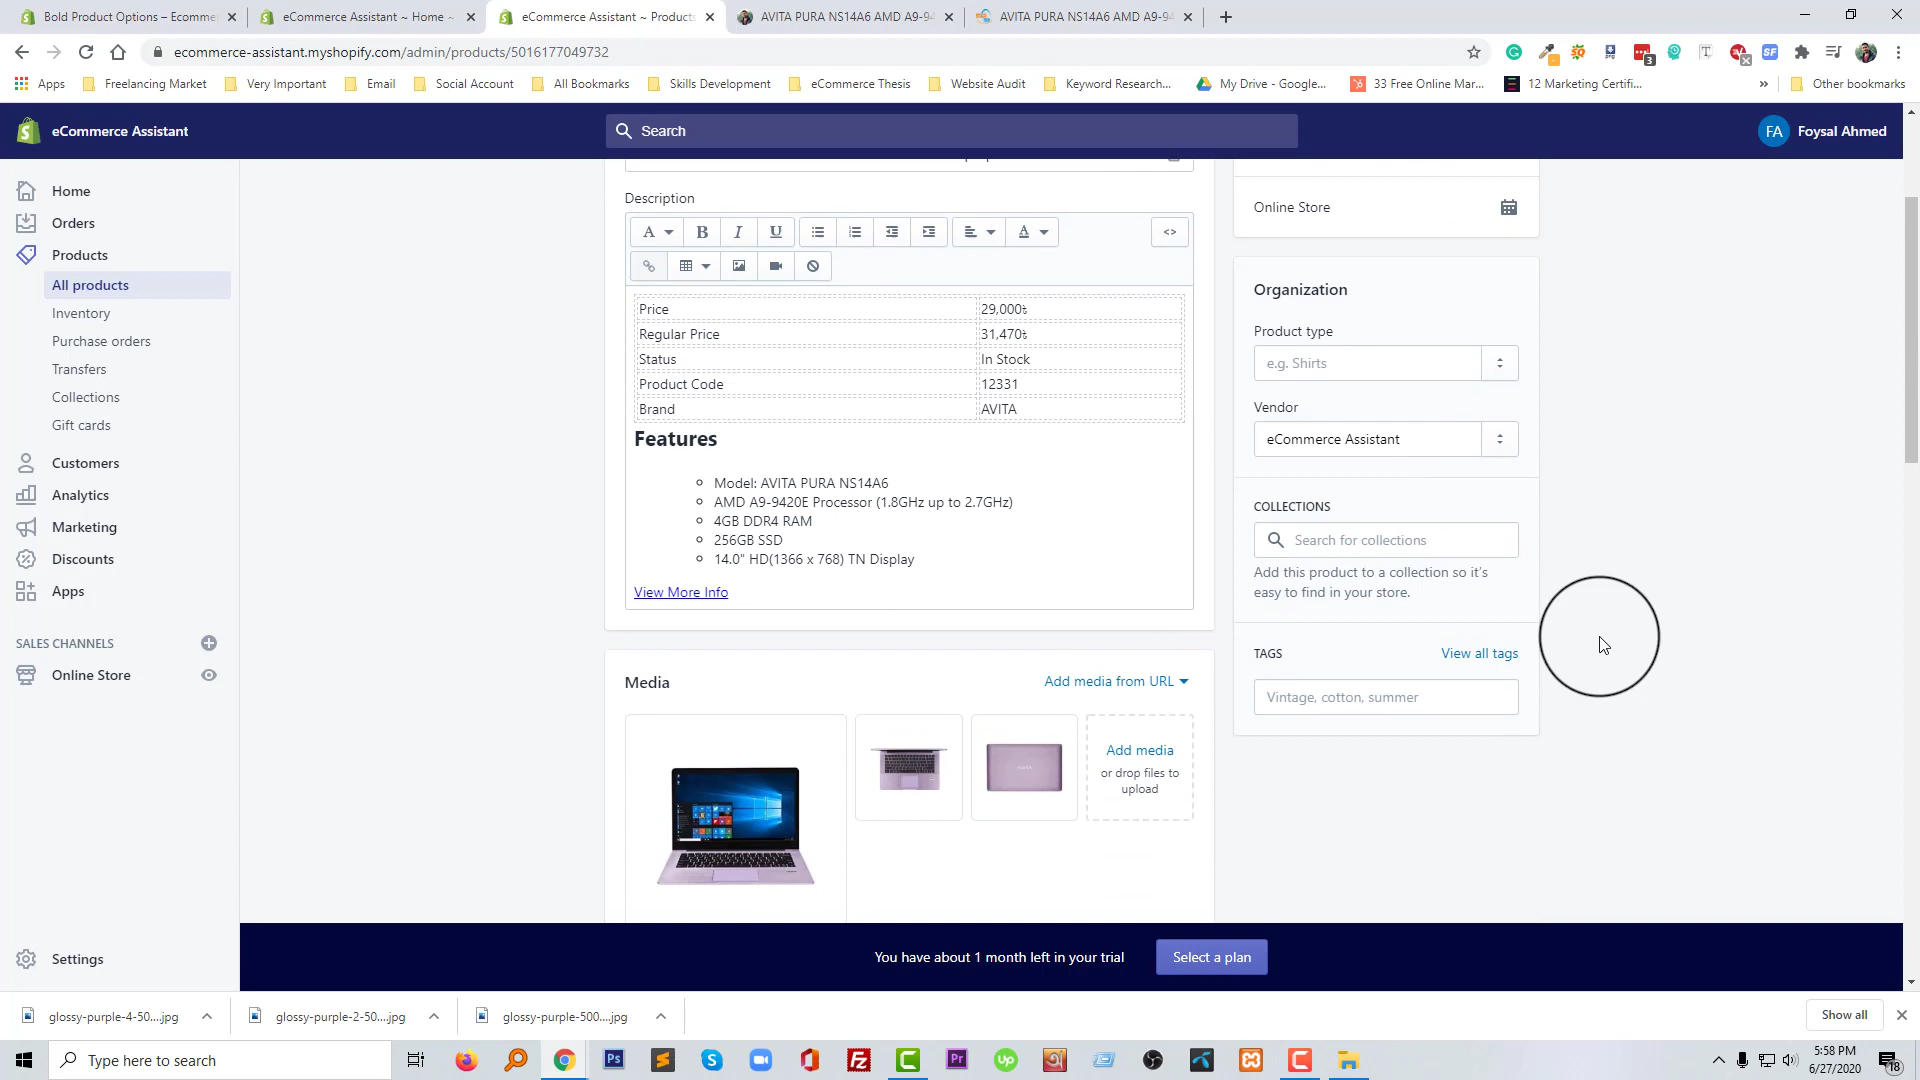 Bold Product Options – Ecomme
eCommerce Assistant ~ Home ~
eCommerce Assistant ~ Products
AVITA PURA NS14A6 AMD A9-94
AVITA PURA NS14A6 AMD A9-94
ecommerce-assistant.myshopify.com/admin/products/5016177049732
Apps
Freelancing Market
Very Important
Email
Social Account
All Bookmarks
Skills Development
eCommerce Thesis
Website Audit
Keyword Research...
My Drive - Google...
33 Free Online Mar...
12 Marketing Certifi...
»
Other bookmarks
eCommerce Assistant
Search
FA
Foysal Ahmed
Home
Orders
Products
All products
Inventory
Purchase orders
Transfers
Collections
Gift cards
Customers
Analytics
Marketing
Discounts
Apps
SALES CHANNELS
Online Store
Settings
Description
Price 29,000৳
Regular Price 31,470৳
Status In Stock
Product Code 12331
Brand AVITA
Features
Model: AVITA PURA NS14A6
AMD A9-9420E Processor (1.8GHz up to 2.7GHz)
4GB DDR4 RAM
256GB SSD
14.0" HD(1366 x 768) TN Display
View More Info
Media
Add media from URL
Add media
or drop files to
upload
Online Store
Organization
Product type
e.g. Shirts
Vendor
eCommerce Assistant
COLLECTIONS
Search for collections
Add this product to a collection so it's
easy to find in your store.
TAGS
View all tags
Vintage, cotton, summer
You have about 1 month left in your trial
Select a plan
glossy-purple-4-50....jpg
glossy-purple-2-50....jpg
glossy-purple-500....jpg
Show all
Type here to search
5:58 PM
6/27/2020
18